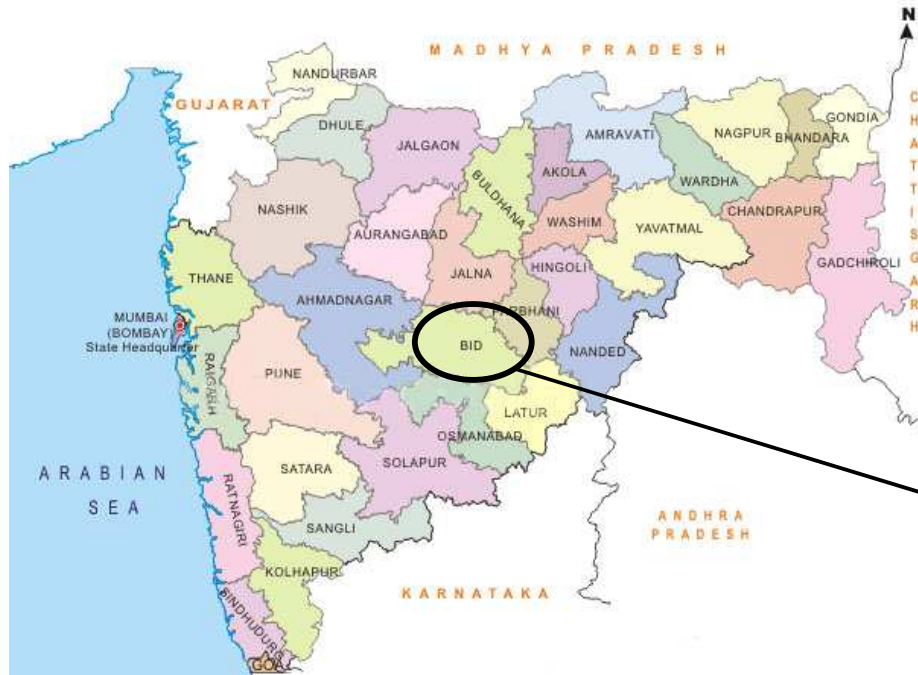 N
MADHYA PRADESH
NANDURBAR
GUJARAT
DHULE
JALGAON
BULDHANA
AKOLA
AMRAVATI
WARDHA
NAGPUR
BHANDARA
GONDIA
CHATTISGARH
NASHIK
AURANGABAD
JALNA
WASHIM
HINGOLI
YAVATMAL
CHANDRAPUR
GADCHIROLI
THANE
AHMADNAGAR
PARBHANI
MUMBAI
(BOMBAY)
State Headquarter
RAIGARH
PUNE
BID
NANDED
LATUR
OSMANABAD
SATARA
SOLAPUR
ARABIAN
SEA
RATNAGIRI
SANGLI
ANDHRA
PRADESH
KOLHAPUR
KARNATAKA
SINDHUDURG
GOA